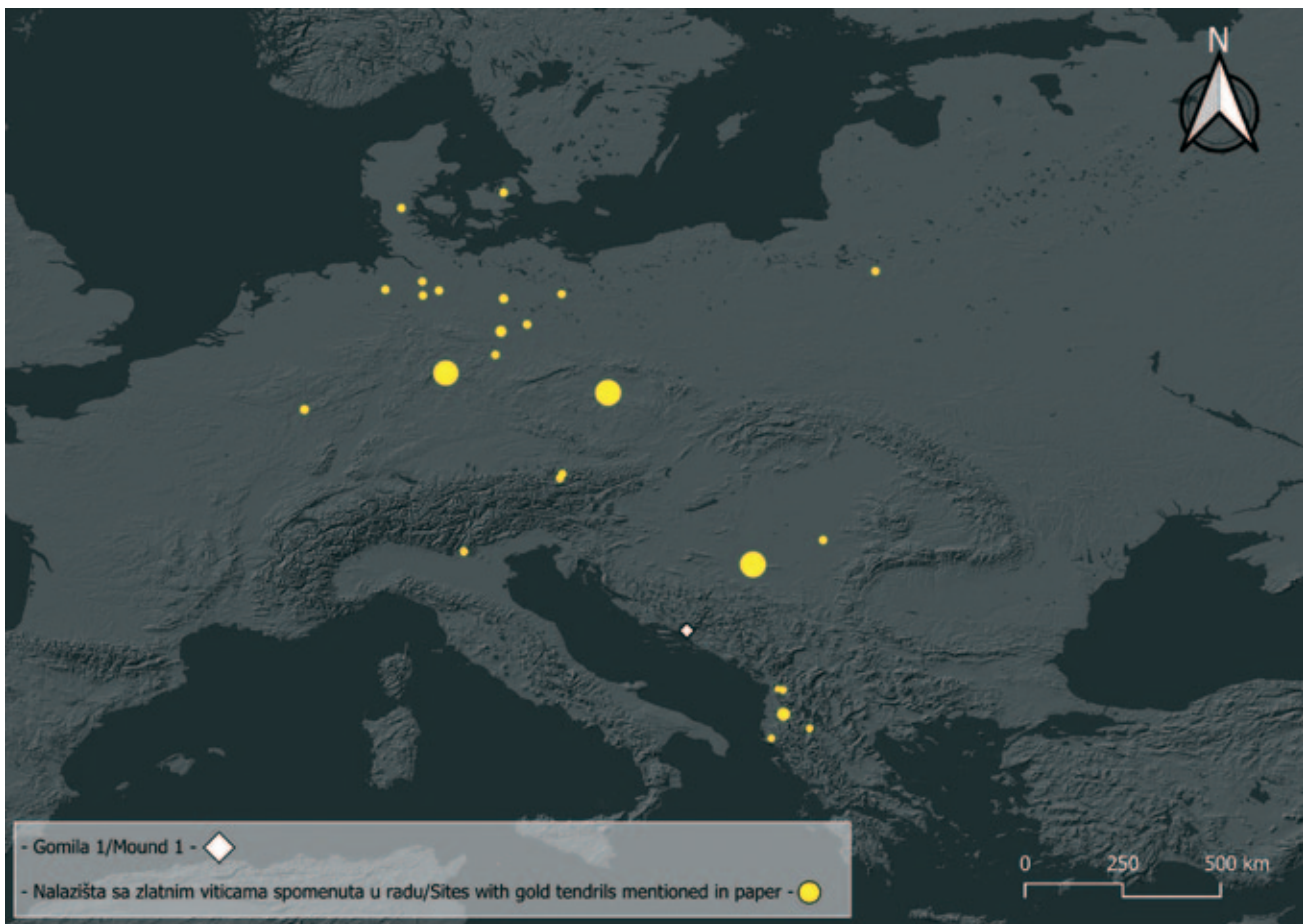 N
- Gomila 1/Mound 1 -
- Nalazišta sa zlatnim viticama spomenuta u radu/Sites with gold tendrils mentioned in paper -
0 250 500 km